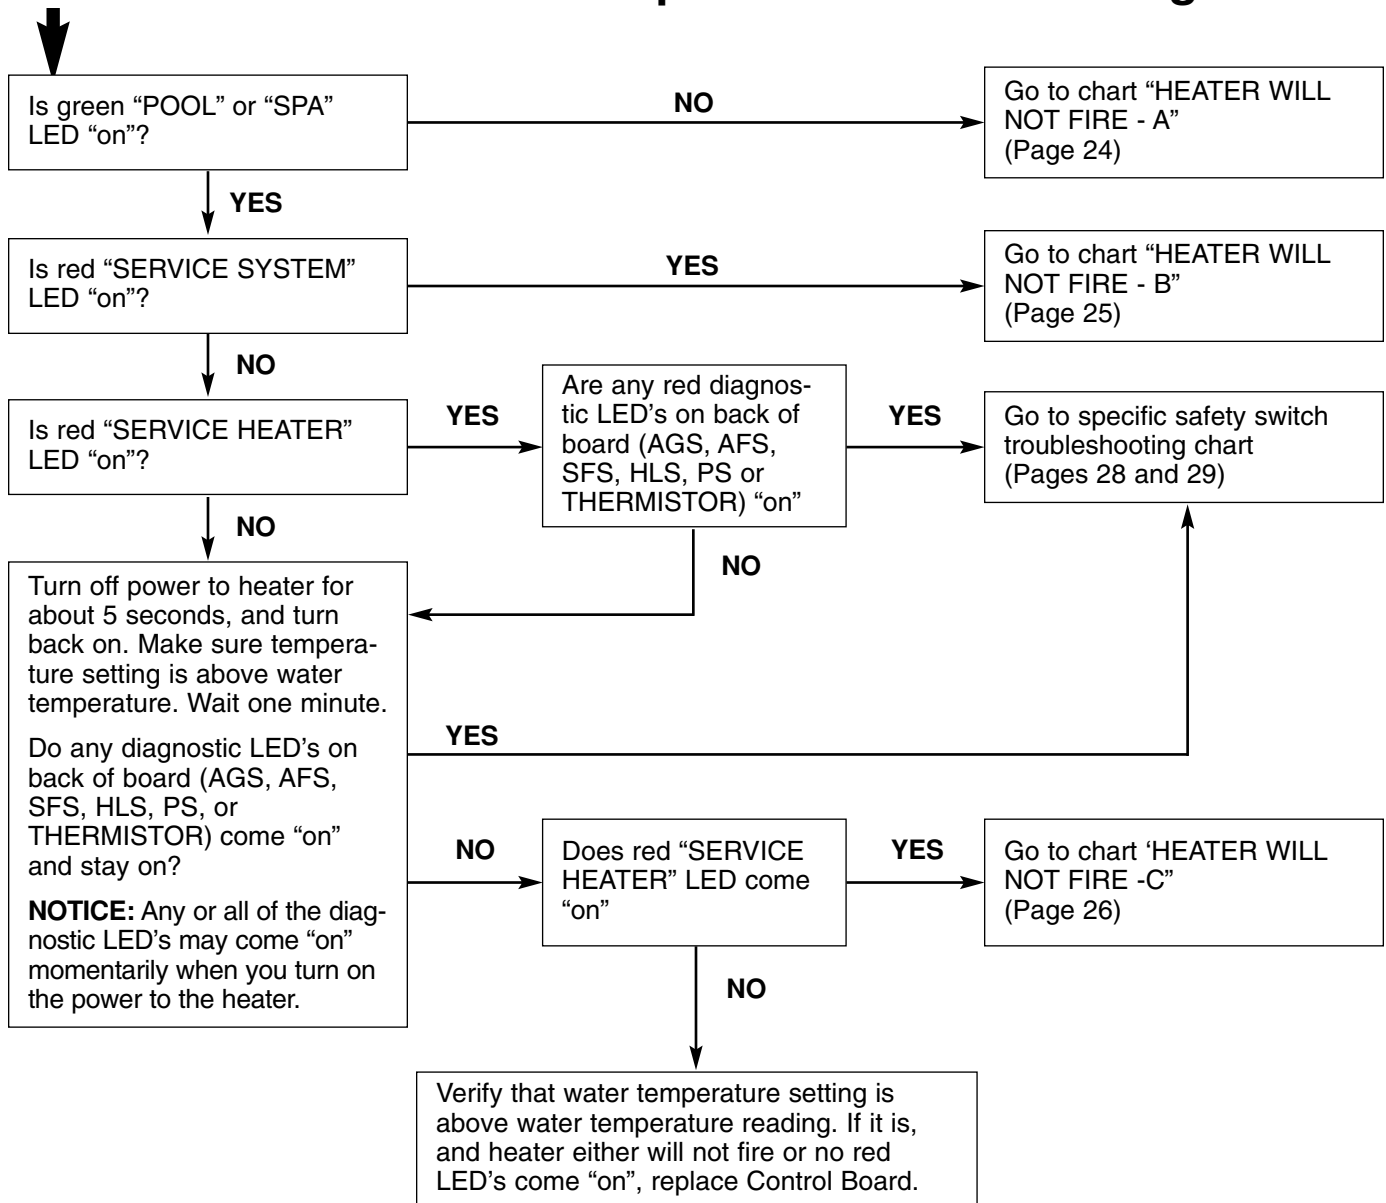 Is green “POOL” or “SPA”
LED “on”?
NO
Go to chart “HEATER WILL
NOT FIRE - A”
(Page 24)
YES
Is red “SERVICE SYSTEM”
LED “on”?
YES
Go to chart “HEATER WILL
NOT FIRE - B”
(Page 25)
NO
Is red “SERVICE HEATER”
LED “on”?
YES
Are any red diagnos-
tic LED’s on back of
board (AGS, AFS,
SFS, HLS, PS or
THERMISTOR) “on”
YES
Go to specific safety switch
troubleshooting chart
(Pages 28 and 29)
NO
NO
Turn off power to heater for
about 5 seconds, and turn
back on. Make sure tempera-
ture setting is above water
temperature. Wait one minute.
Do any diagnostic LED’s on
back of board (AGS, AFS,
SFS, HLS, PS, or
THERMISTOR) come “on”
and stay on?
NOTICE: Any or all of the diag-
nostic LED’s may come “on”
momentarily when you turn on
the power to the heater.
YES
NO
Does red “SERVICE
HEATER” LED come
“on”
YES
Go to chart ‘HEATER WILL
NOT FIRE -C”
(Page 26)
NO
Verify that water temperature setting is
above water temperature reading. If it is,
and heater either will not fire or no red
LED’s come “on”, replace Control Board.